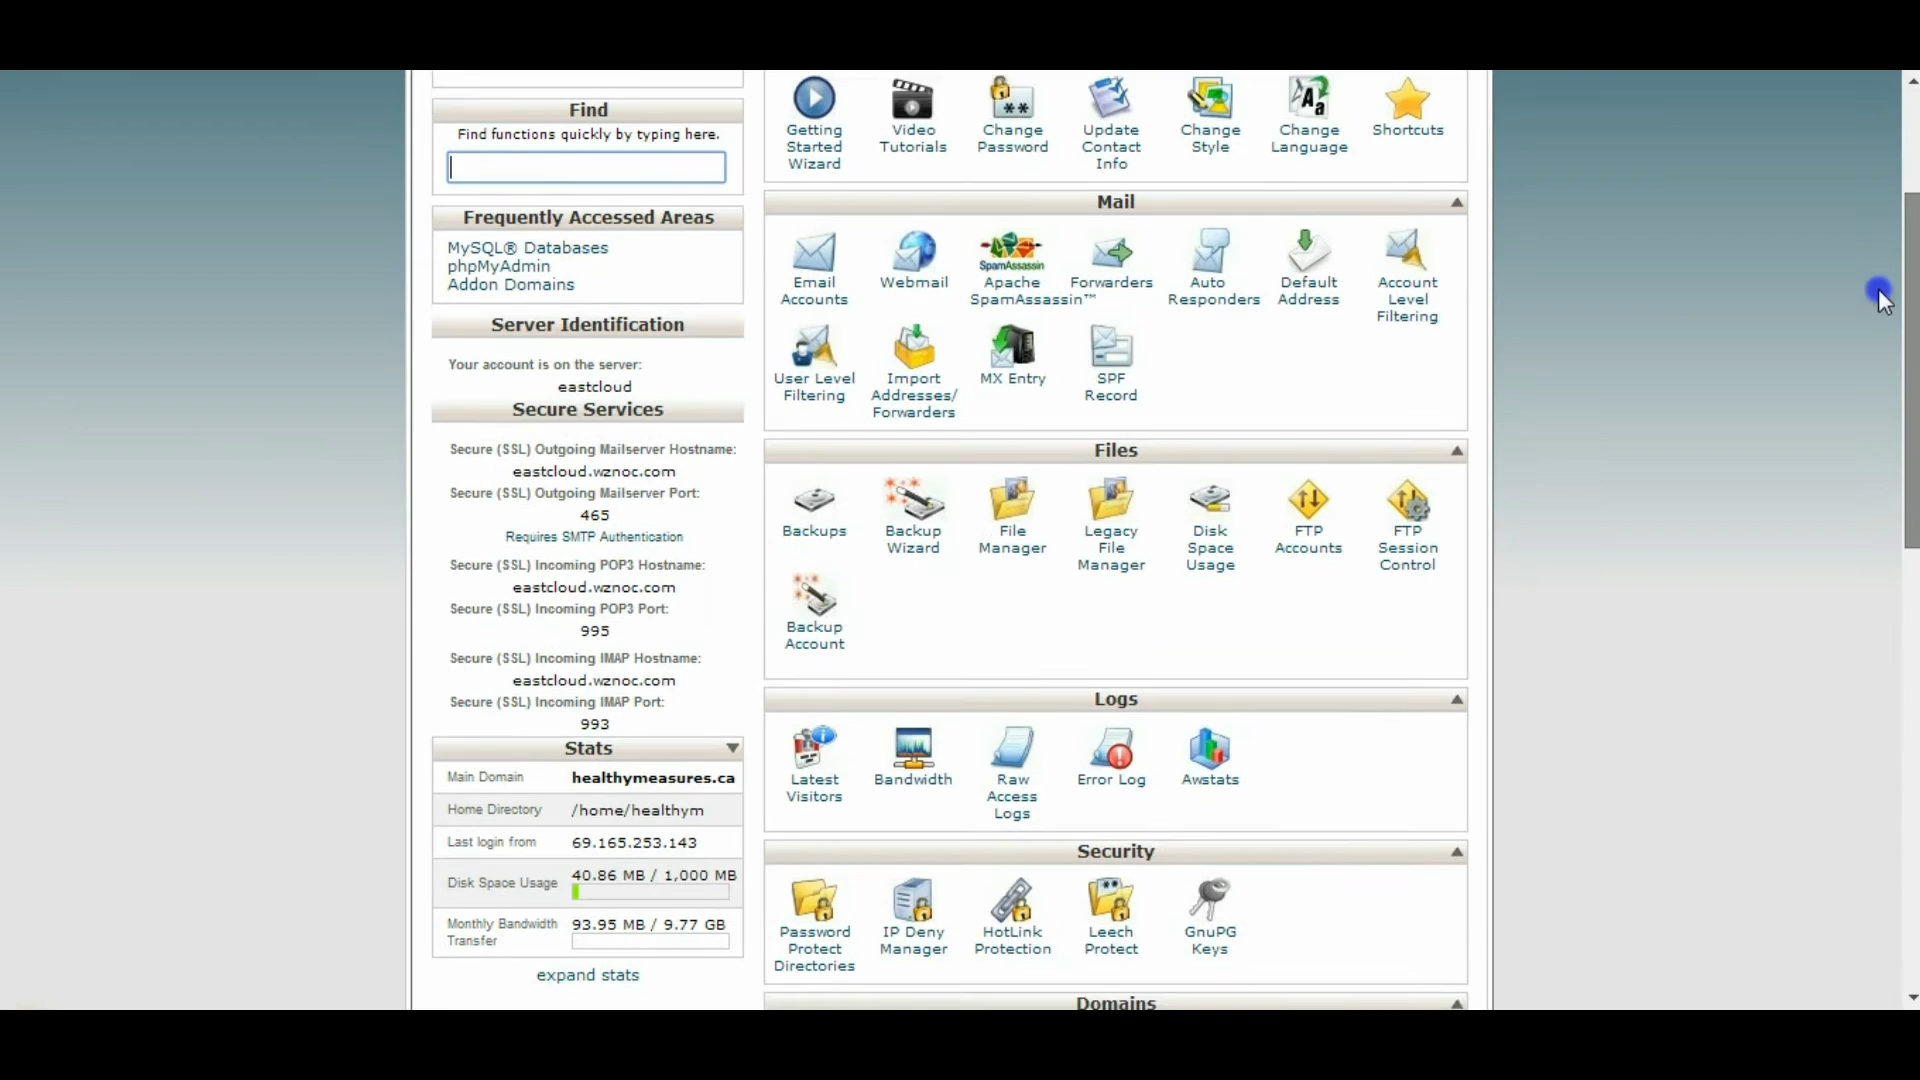 Find
Find functions quickly by typing here.
Frequently Accessed Areas
MySQL® Databases
phpMyAdmin
Addon Domains
Server Identification
Your account is on the server:
eastcloud
Secure Services
Secure (SSL) Outgoing Mailserver Hostname:
eastcloud.wznoc.com
Secure (SSL) Outgoing Mailserver Port:
465
Requires SMTP Authentication
Secure (SSL) Incoming POP3 Hostname:
eastcloud.wznoc.com
Secure (SSL) Incoming POP3 Port:
995
Secure (SSL) Incoming IMAP Hostname:
eastcloud.wznoc.com
Secure (SSL) Incoming IMAP Port:
993
Stats
Main Domain healthymeasures.ca
Home Directory /home/healthym
Last login from 69.165.253.143
Disk Space Usage 40.86 MB / 1,000 MB
Monthly Bandwidth 93.95 MB / 9.77 GB
Transfer
expand stats
Getting
Started
Wizard
Video
Tutorials
**
Change
Password
Update
Contact
Info
Change
Style
Aa
Change
Language
Shortcuts
Mail
Email
Accounts
Webmail
SpamAssassin
Apache
SpamAssassin™
Forwarders
Auto
Responders
Default
Address
Account
Level
Filtering
User Level
Filtering
Import
Addresses/
Forwarders
MX Entry
SPF
Record
Files
Backups
Backup
Wizard
File
Manager
Legacy
File
Manager
Disk
Space
Usage
FTP
Accounts
FTP
Session
Control
Backup
Account
Logs
Latest
Visitors
Bandwidth
Raw
Access
Logs
Error Log
Awstats
Security
Password
Protect
Directories
IP Deny
Manager
HotLink
Protection
**
Leech
Protect
GnuPG
Keys
Domains